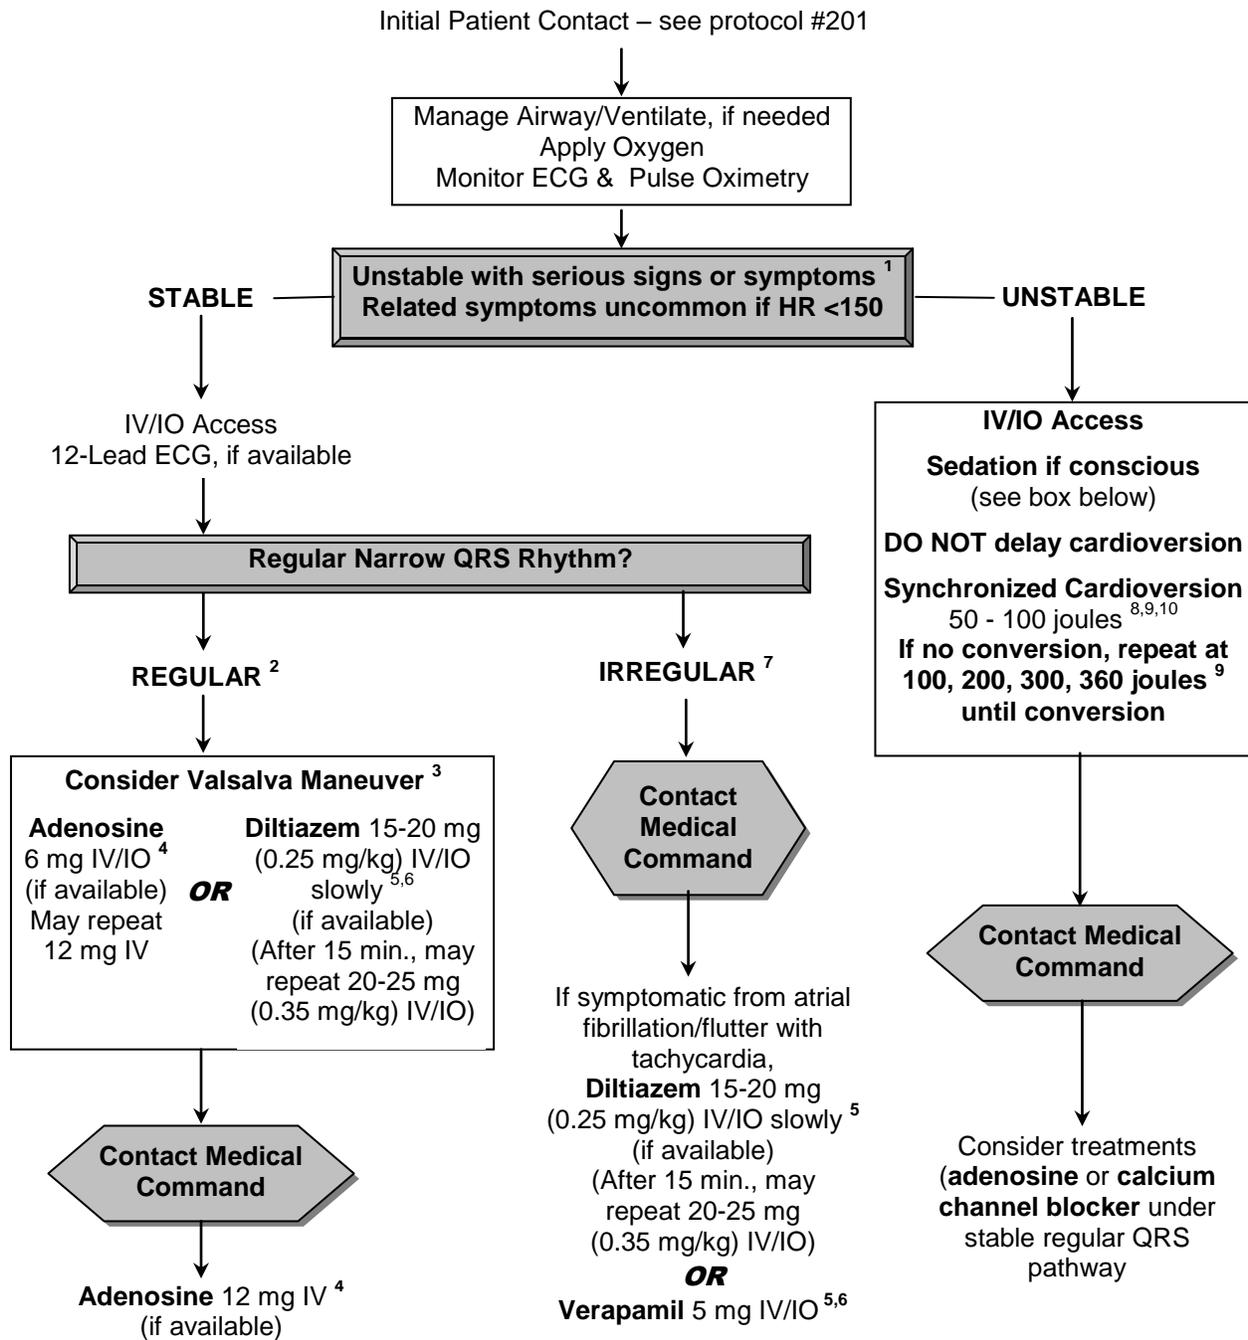 Initial Patient Contact – see protocol #201
Manage Airway/Ventilate, if needed
Apply Oxygen
Monitor ECG & Pulse Oximetry
Unstable with serious signs or symptoms 1
Related symptoms uncommon if HR <150
STABLE
UNSTABLE
IV/IO Access
12-Lead ECG, if available
Regular Narrow QRS Rhythm?
REGULAR 2
IRREGULAR 7
Consider Valsalva Maneuver 3
Adenosine
6 mg IV/IO 4
(if available)
May repeat
12 mg IV
OR
Diltiazem 15-20 mg
(0.25 mg/kg) IV/IO
slowly 5,6
(if available)
(After 15 min., may
repeat 20-25 mg
(0.35 mg/kg) IV/IO)
Contact Medical
Command
Adenosine 12 mg IV 4
(if available)
Contact
Medical
Command
If symptomatic from atrial
fibrillation/flutter with
tachycardia,
Diltiazem 15-20 mg
(0.25 mg/kg) IV/IO slowly 5
(if available)
(After 15 min., may
repeat 20-25 mg
(0.35 mg/kg) IV/IO)
OR
Verapamil 5 mg IV/IO 5,6
IV/IO Access
Sedation if conscious
(see box below)
DO NOT delay cardioversion
Synchronized Cardioversion
50 - 100 joules 8,9,10
If no conversion, repeat at
100, 200, 300, 360 joules 9
until conversion
Contact Medical
Command
Consider treatments
(adenosine or calcium
channel blocker under
stable regular QRS
pathway